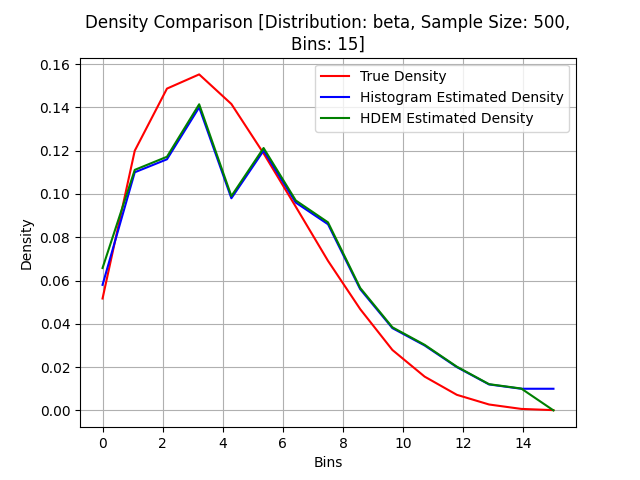 Density Comparison [Distribution: beta, Sample Size: 500,
Bins: 15]
True Density
Histogram Estimated Density
HDEM Estimated Density
Density
0.16
0.14
0.12
0.10
0.08
0.06
0.04
0.02
0.00
0 2 4 6 8 10 12 14
Bins